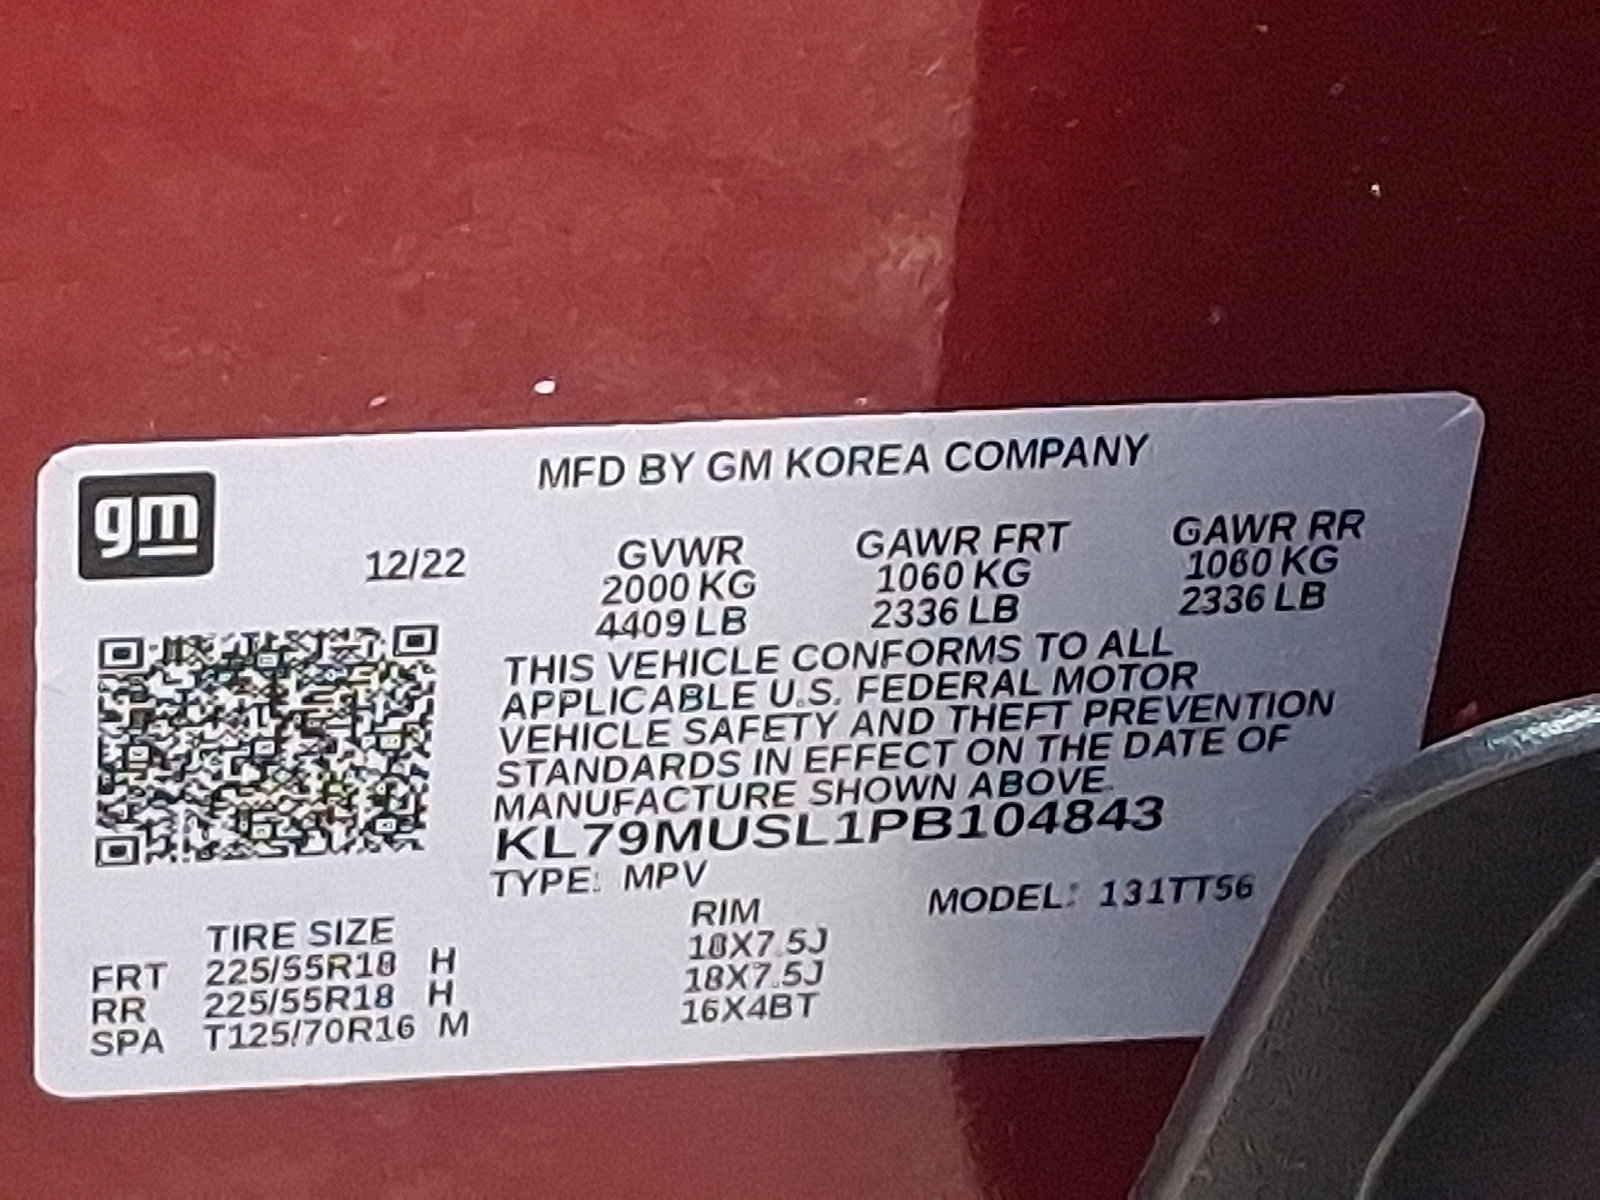 gm
MFD BY GM KOREA COMPANY
12/22 GVWR GAWR FRT GAWR RR
2000 KG 1060 KG 1060 KG
4409 LB 2336 LB 2336 LB
THIS VEHICLE CONFORMS TO ALL
APPLICABLE U.S. FEDERAL MOTOR
VEHICLE SAFETY AND THEFT PREVENTION
STANDARDS IN EFFECT ON THE DATE OF
MANUFACTURE SHOWN ABOVE.
KL79MUSL1PB104843
TYPE: MPV MODEL: 131TT56
TIRE SIZE RIM
FRT 225/55R18 H 18X7.5J
RR 225/55R18 H 18X7.5J
SPA T125/70R16 M 16X4BT